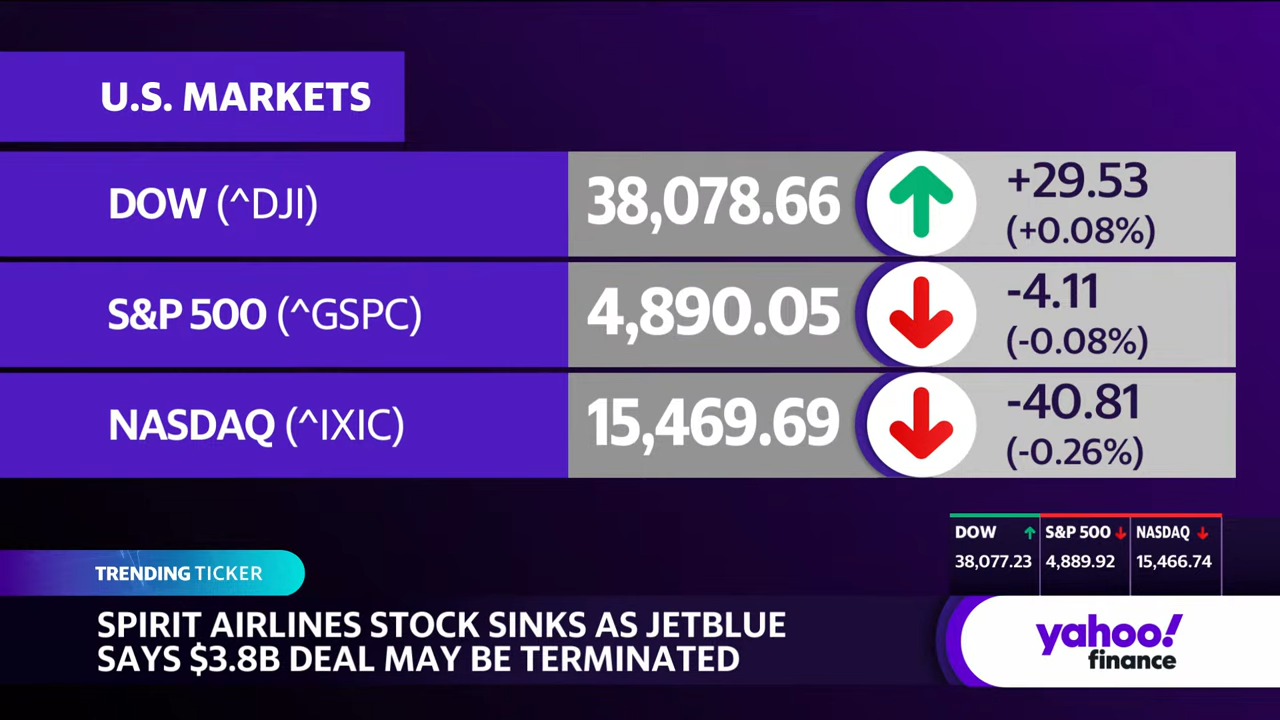 U.S. MARKETS
DOW (^DJI) 38,078.66 +29.53
(+0.08%)
S&P 500 (^GSPC) 4,890.05 -4.11
(-0.08%)
NASDAQ (^IXIC) 15,469.69 -40.81
(-0.26%)
DOW S&P 500 NASDAQ
38,077.23 4,889.92 15,466.74
TRENDING TICKER
SPIRIT AIRLINES STOCK SINKS AS JETBLUE
SAYS $3.8B DEAL MAY BE TERMINATED
yahoo!
finance